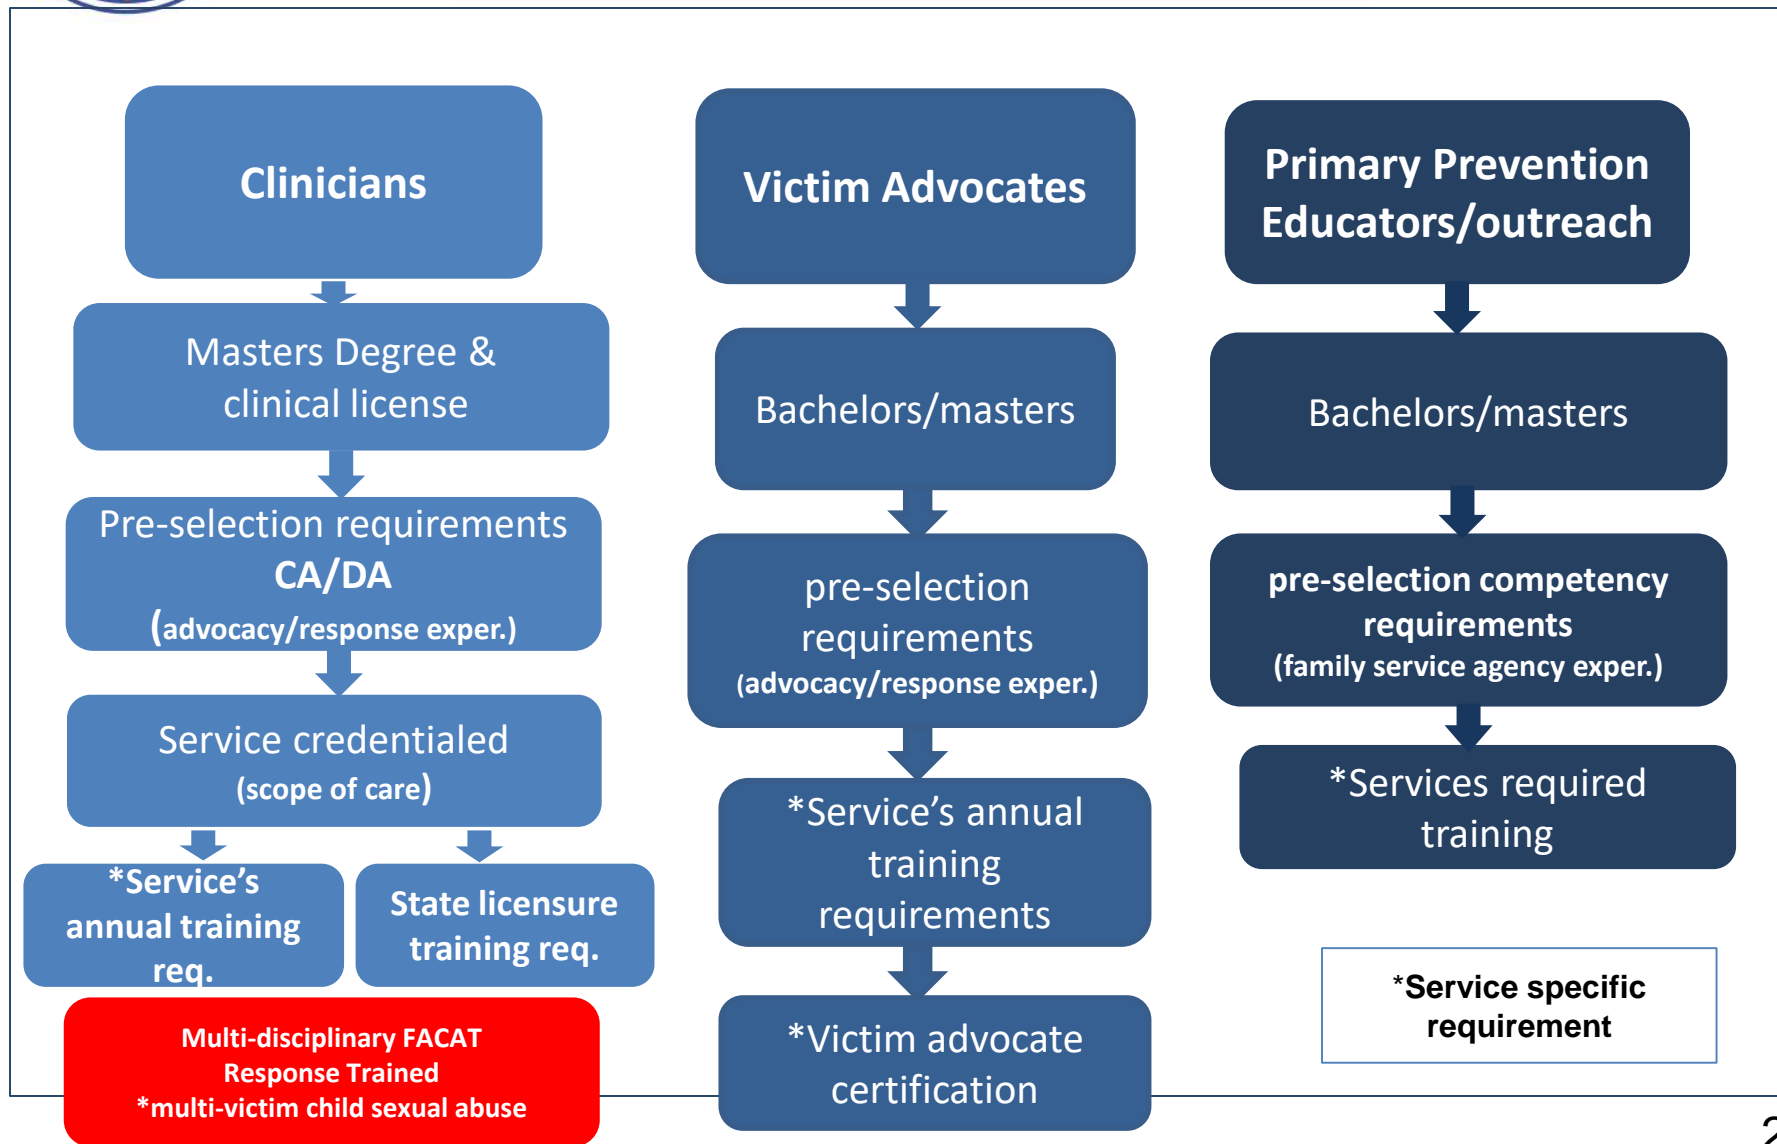 Clinicians
Masters Degree &
clinical license
Pre-selection requirements
CA/DA
(advocacy/response exper.)
Service credentialed
(scope of care)
*Service’s
annual training
req.
State licensure
training req.
Multi-disciplinary FACAT
Response Trained
*multi-victim child sexual abuse
Victim Advocates
Bachelors/masters
pre-selection
requirements
(advocacy/response exper.)
*Service’s annual
training
requirements
*Victim advocate
certification
Primary Prevention
Educators/outreach
Bachelors/masters
pre-selection competency
requirements
(family service agency exper.)
*Services required
training
*Service specific
requirement